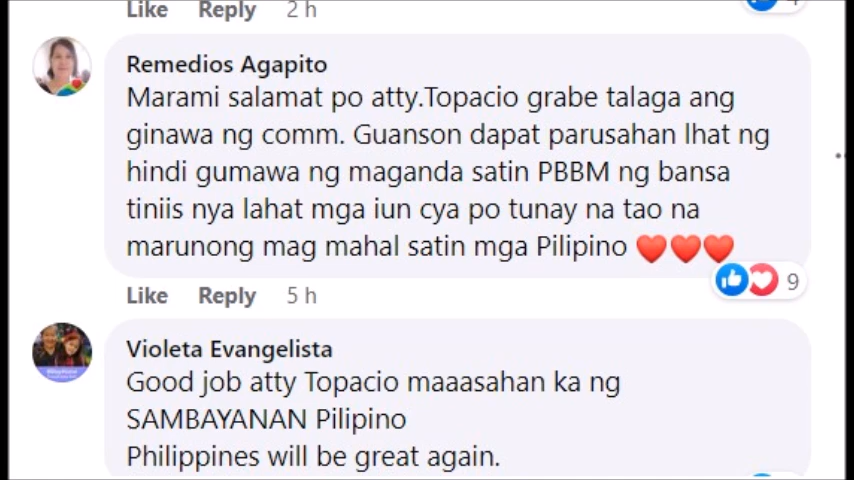 Like Reply 2 h
Remedios Agapito
Marami salamat po atty.Topacio grabe talaga ang
ginawa ng comm. Guanson dapat parusahan lhat ng
hindi gumawa ng maganda satin PBBM ng bansa
tiniis nya lahat mga iun cya po tunay na tao na
marunong mag mahal satin mga Pilipino ❤️❤️❤️
9
Like Reply 5 h
Violeta Evangelista
Good job atty Topacio maaasahan ka ng
SAMBAYANAN Pilipino
Philippines will be great again.